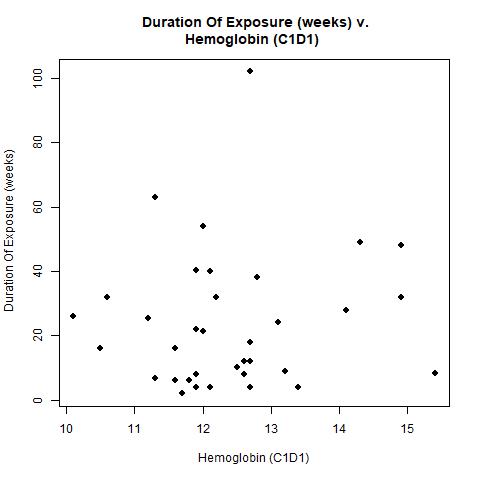 Duration Of Exposure (weeks) v.
Hemoglobin (C1D1)
Duration Of Exposure (weeks)
100
80
60
40
20
0
10 11 12 13 14 15
Hemoglobin (C1D1)